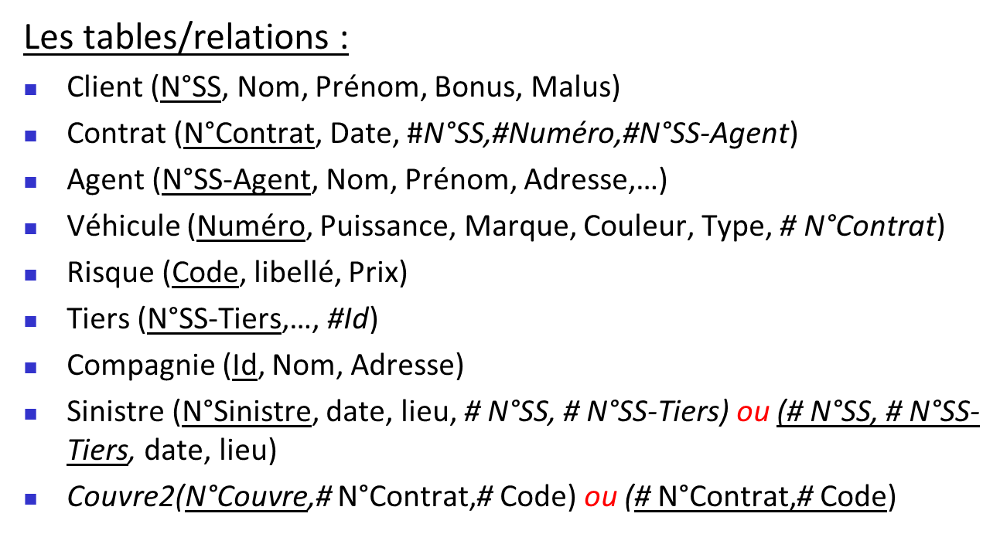 Les tables/relations :
Client (N°SS, Nom, Prénom, Bonus, Malus)
Contrat (N°Contrat, Date, #N°SS,#Numéro,#N°SS-Agent)
Agent (N°SS-Agent, Nom, Prénom, Adresse,...)
Véhicule (Numéro, Puissance, Marque, Couleur, Type, # N°Contrat)
Risque (Code, libellé, Prix)
Tiers (N°SS-Tiers,..., #Id)
Compagnie (Id, Nom, Adresse)
Sinistre (N°Sinistre, date, lieu, # N°SS, # N°SS-Tiers) ou (# N°SS, # N°SS-
Tiers, date, lieu)
Couvre2(N°Couvre,# N°Contrat,# Code) ou (# N°Contrat,# Code)